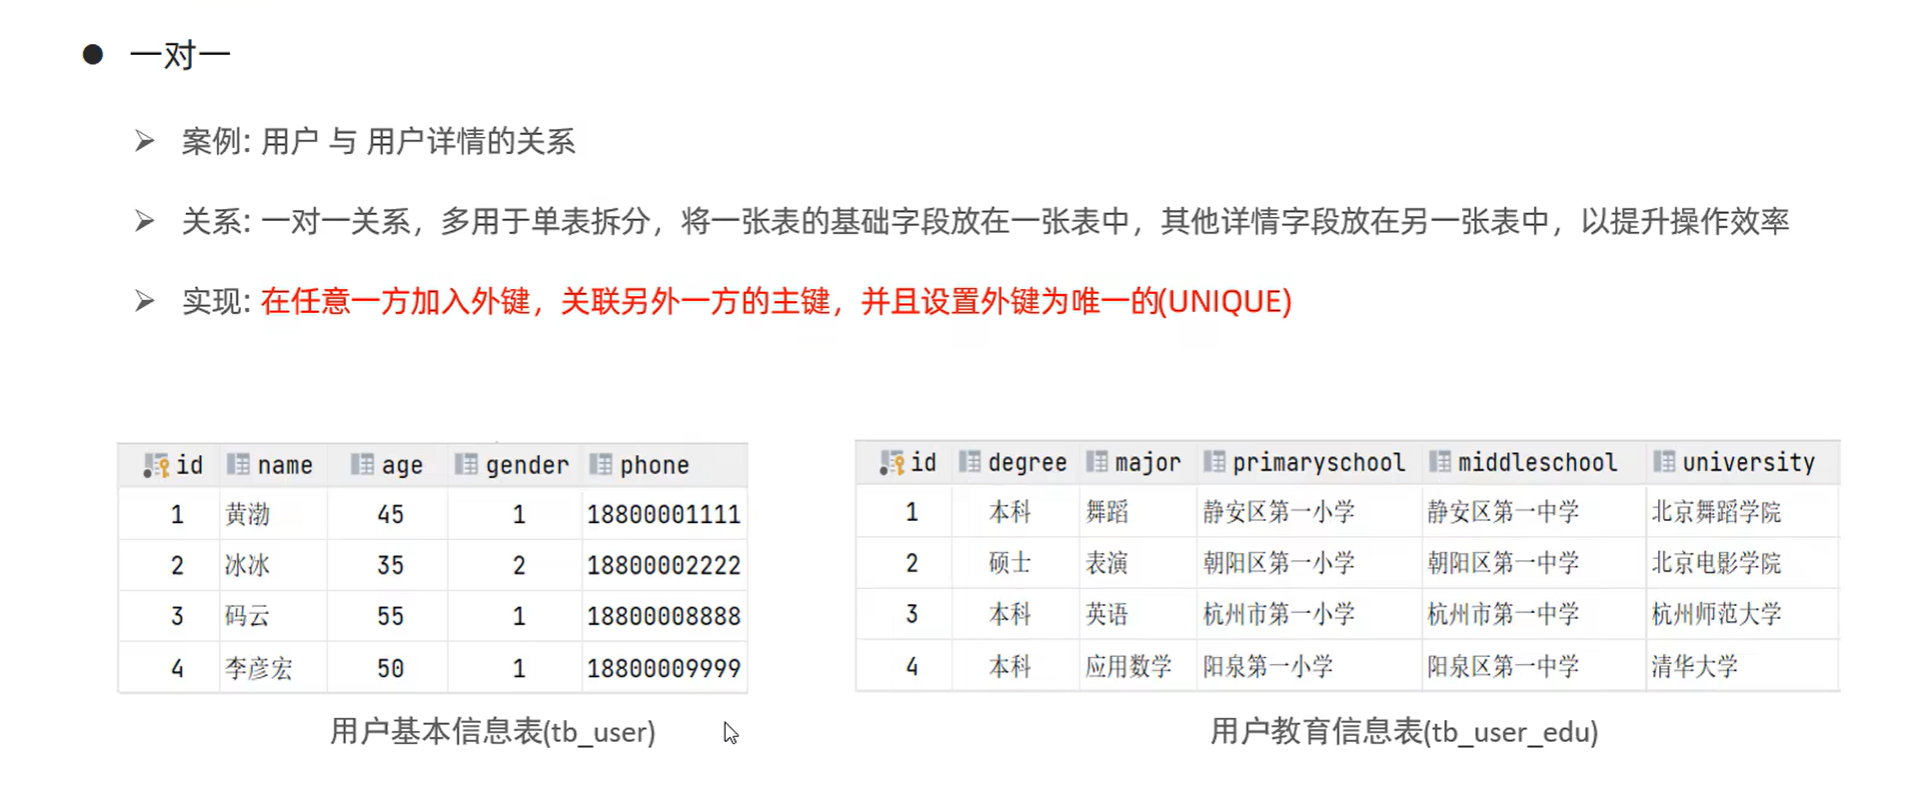 ● 一对一
➢ 案例: 用户 与 用户详情的关系
➢ 关系: 一对一关系，多用于单表拆分，将一张表的基础字段放在一张表中，其他详情字段放在另一张表中，以提升操作效率
➢ 实现: 在任意一方加入外键，关联另外一方的主键，并且设置外键为唯一的(UNIQUE)
id name age gender phone
1 黄渤 45 1 18800001111
2 冰冰 35 2 18800002222
3 码云 55 1 18800008888
4 李彦宏 50 1 18800009999
用户基本信息表(tb_user)
id degree major primaryschool middleschool university
1 本科 舞蹈 静安区第一小学 静安区第一中学 北京舞蹈学院
2 硕士 表演 朝阳区第一小学 朝阳区第一中学 北京电影学院
3 本科 英语 杭州市第一小学 杭州市第一中学 杭州师范大学
4 本科 应用数学 阳泉第一小学 阳泉区第一中学 清华大学
用户教育信息表(tb_user_edu)